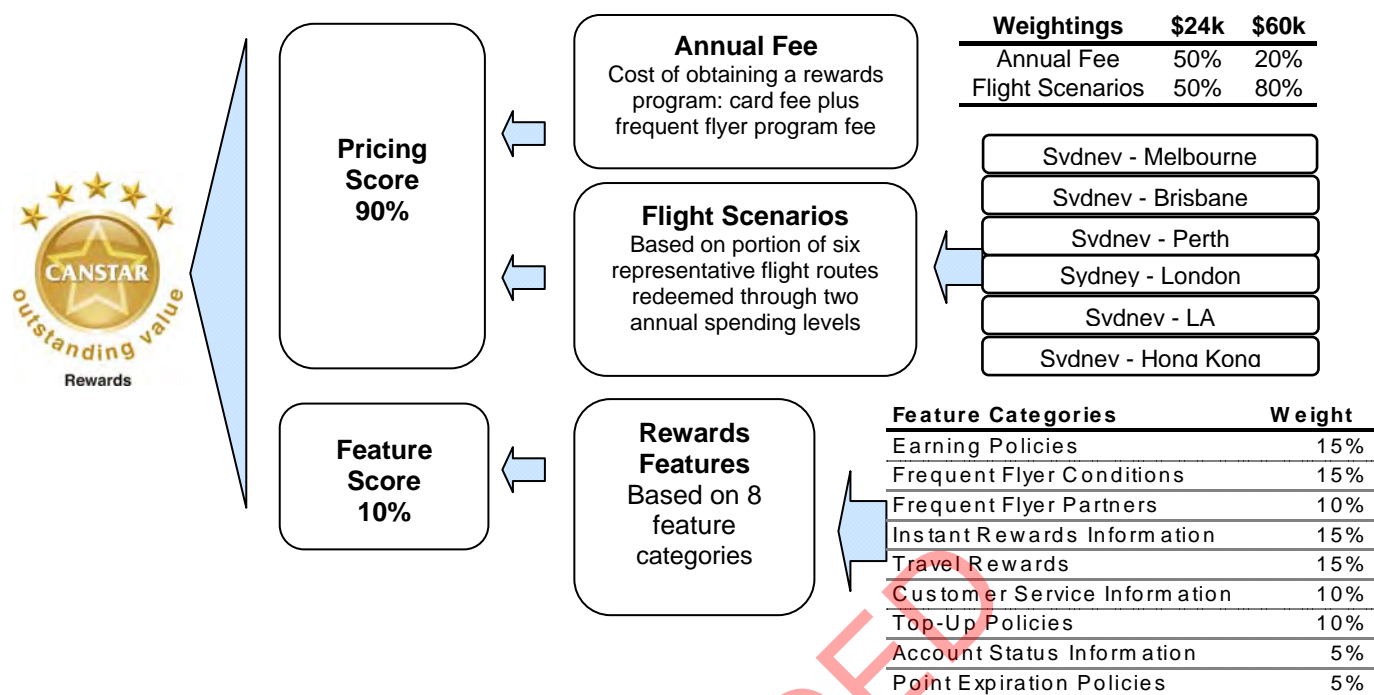 CANSTAR
outstanding value
Rewards
Pricing
Score
90%
Feature
Score
10%
Annual Fee
Cost of obtaining a rewards
program: card fee plus
frequent flyer program fee
Flight Scenarios
Based on portion of six
representative flight routes
redeemed through two
annual spending levels
Rewards
Features
Based on 8
feature
categories
Weightings $24k $60k
Annual Fee 50% 20%
Flight Scenarios 50% 80%
Sydney - Melbourne
Sydney - Brisbane
Sydney - Perth
Sydney - London
Sydney - LA
Sydney - Hong Kong
Feature Categories Weight
Earning Policies 15%
Frequent Flyer Conditions 15%
Frequent Flyer Partners 10%
Instant Rewards Information 15%
Travel Rewards 15%
Customer Service Information 10%
Top-Up Policies 10%
Account Status Information 5%
Point Expiration Policies 5%